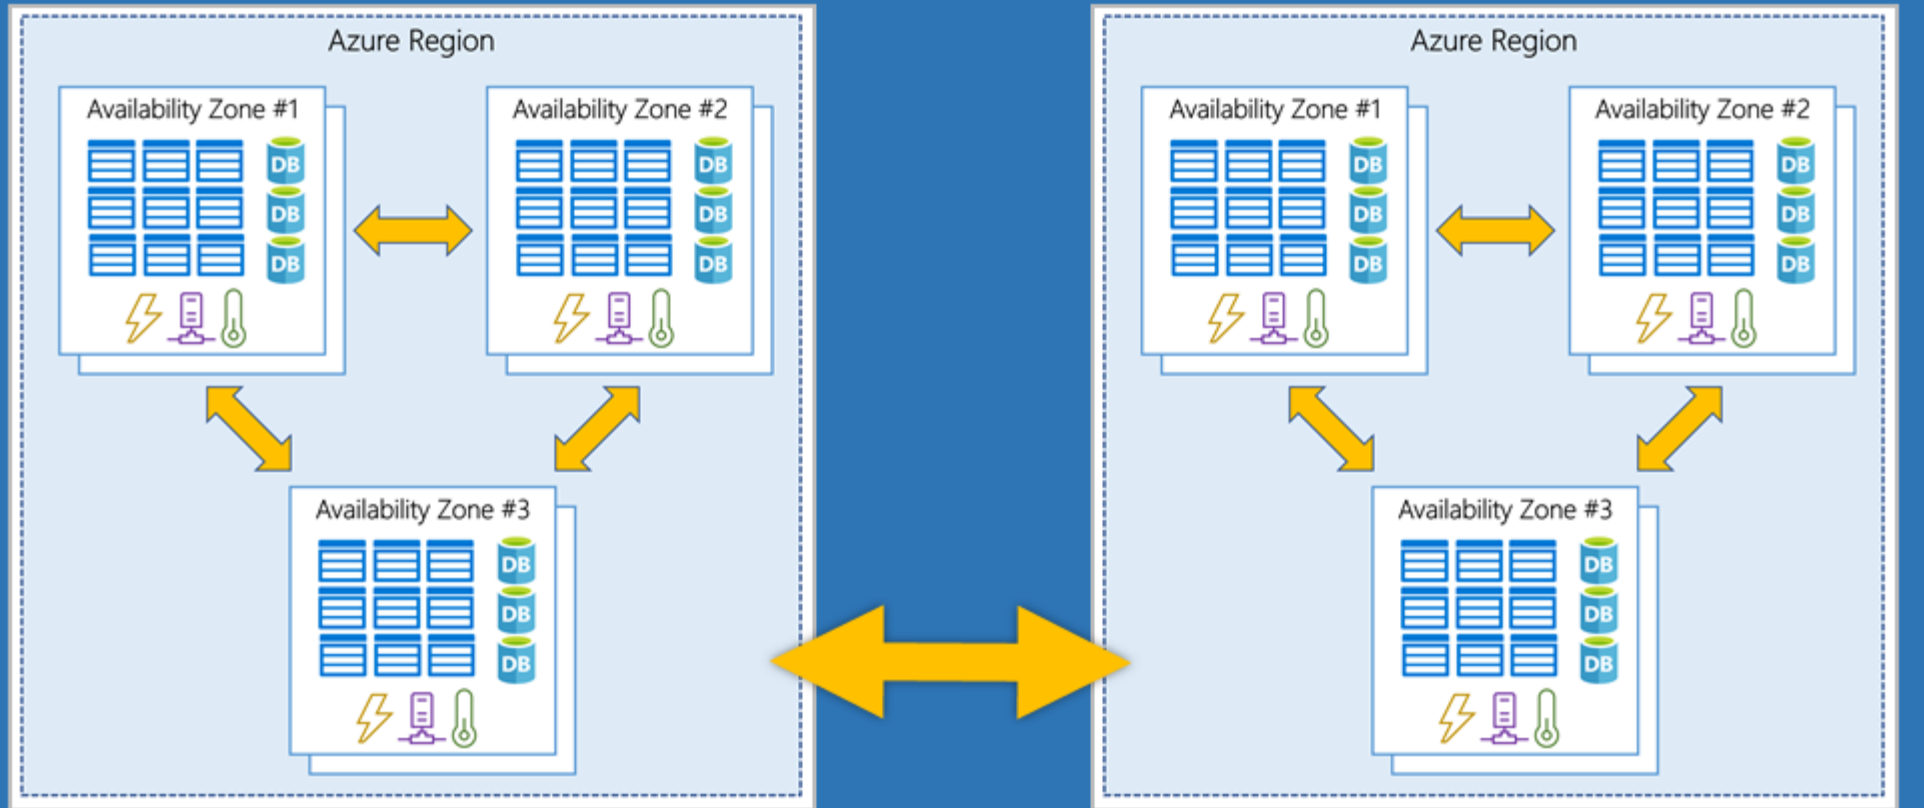 Azure Region
Availability Zone #1
DB
DB
DB
Availability Zone #2
DB
DB
DB
Availability Zone #3
DB
DB
DB
Azure Region
Availability Zone #1
DB
DB
DB
Availability Zone #2
DB
DB
DB
Availability Zone #3
DB
DB
DB